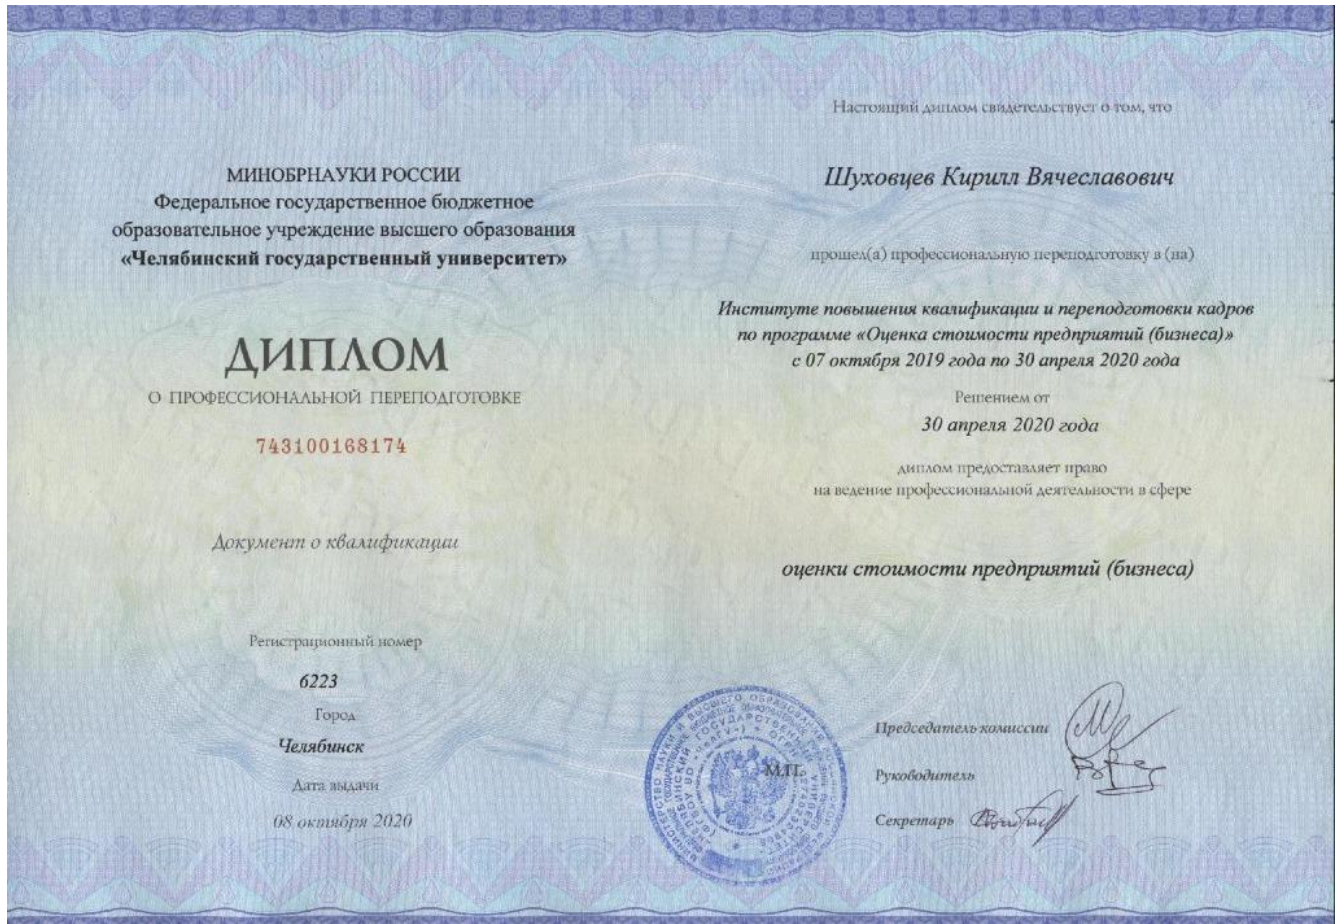 МИНОБРНАУКИ РОССИИ
Федеральное государственное бюджетное
образовательное учреждение высшего образования
«Челябинский государственный университет»
ДИПЛОМ
О ПРОФЕССИОНАЛЬНОЙ ПЕРЕПОДГОТОВКЕ
743100168174
Документ о квалификации
Регистрационный номер
6223
Город
Челябинск
Дата выдачи
08 октября 2020
Настоящий диплом свидетельствует о том, что
Шуховцев Кирилл Вячеславович
прошел(а) профессиональную переподготовку в (на)
Институте повышения квалификации и переподготовки кадров
по программе «Оценка стоимости предприятий (бизнеса)»
с 07 октября 2019 года по 30 апреля 2020 года
Решением от
30 апреля 2020 года
диплом предоставляет право
на ведение профессиональной деятельности в сфере
оценки стоимости предприятий (бизнеса)
М.П.
Председатель комиссии
Руководитель
Секретарь